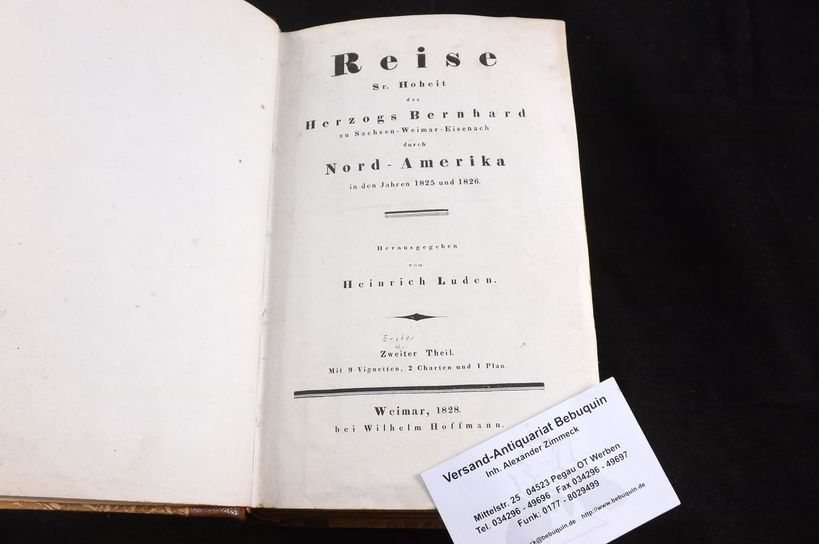 Reise
Sr. Hoheit
des
Herzogs Bernhard
zu Sachsen-Weimar-Eisenach
durch
Nord-Amerika
in den Jahren 1825 und 1826.
Herausgegeben
von
Heinrich Luden.
Erster
u.
Zweiter Theil.
Mit 9 Vignetten, 2 Charten und 1 Plan.
Weimar, 1828.
bei Wilhelm Hoffmann.
Versand-Antiquariat Bebuquin
Inh. Alexander Zimmeck
Mittelstr. 25 04523 Pegau OT Werben
Tel. 034296 - 49696 Fax 034296 - 49697
Funk: 0177 - 8029499
@bebuquin.de http://www.bebuquin.de